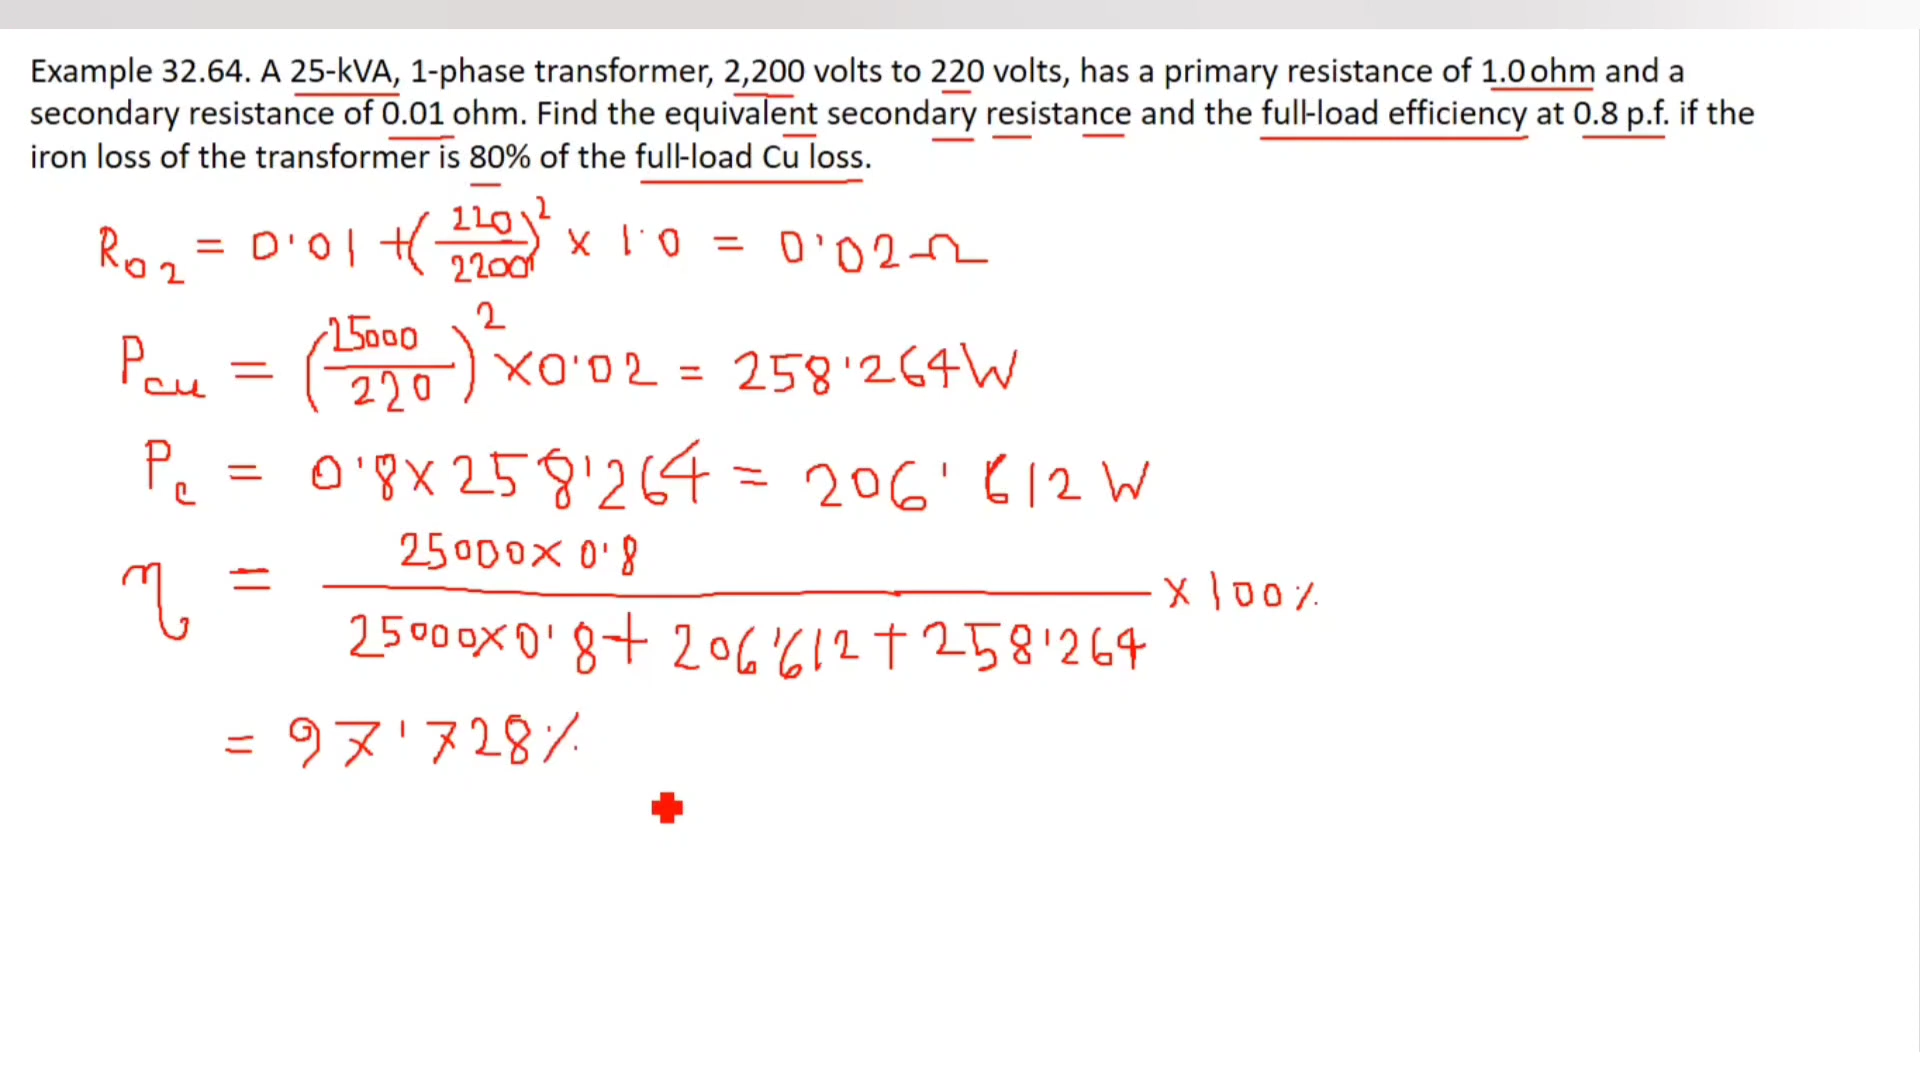 Example 32.64. A 25-kVA, 1-phase transformer, 2,200 volts to 220 volts, has a primary resistance of 1.0 ohm and a
secondary resistance of 0.01 ohm. Find the equivalent secondary resistance and the full-load efficiency at 0.8 p.f. if the
iron loss of the transformer is 80% of the full-load Cu loss.
R₀₂ = 0.01 + (220/2200)² × 1.0 = 0.02 Ω
P_cu = (25000/220)² × 0.02 = 258.264 W
P_c = 0.8 × 258.264 = 206.612 W
η = 25000 × 0.8 / 25000 × 0.8 + 206.612 + 258.264 × 100%
= 97.728%